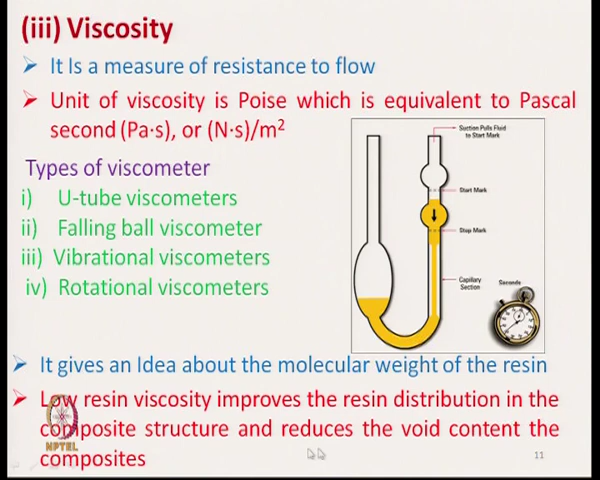 (iii) Viscosity
It Is a measure of resistance to flow
Unit of viscosity is Poise which is equivalent to Pascal
second (Pa·s), or (N·s)/m²
Types of viscometer
i) U-tube viscometers
ii) Falling ball viscometer
iii) Vibrational viscometers
iv) Rotational viscometers
Suction Pulls Fluid
to Start Mark
Start Mark
Stop Mark
Capillary
Section
Seconds
It gives an Idea about the molecular weight of the resin
Low resin viscosity improves the resin distribution in the
composite structure and reduces the void content the
composites
NPTEL
11